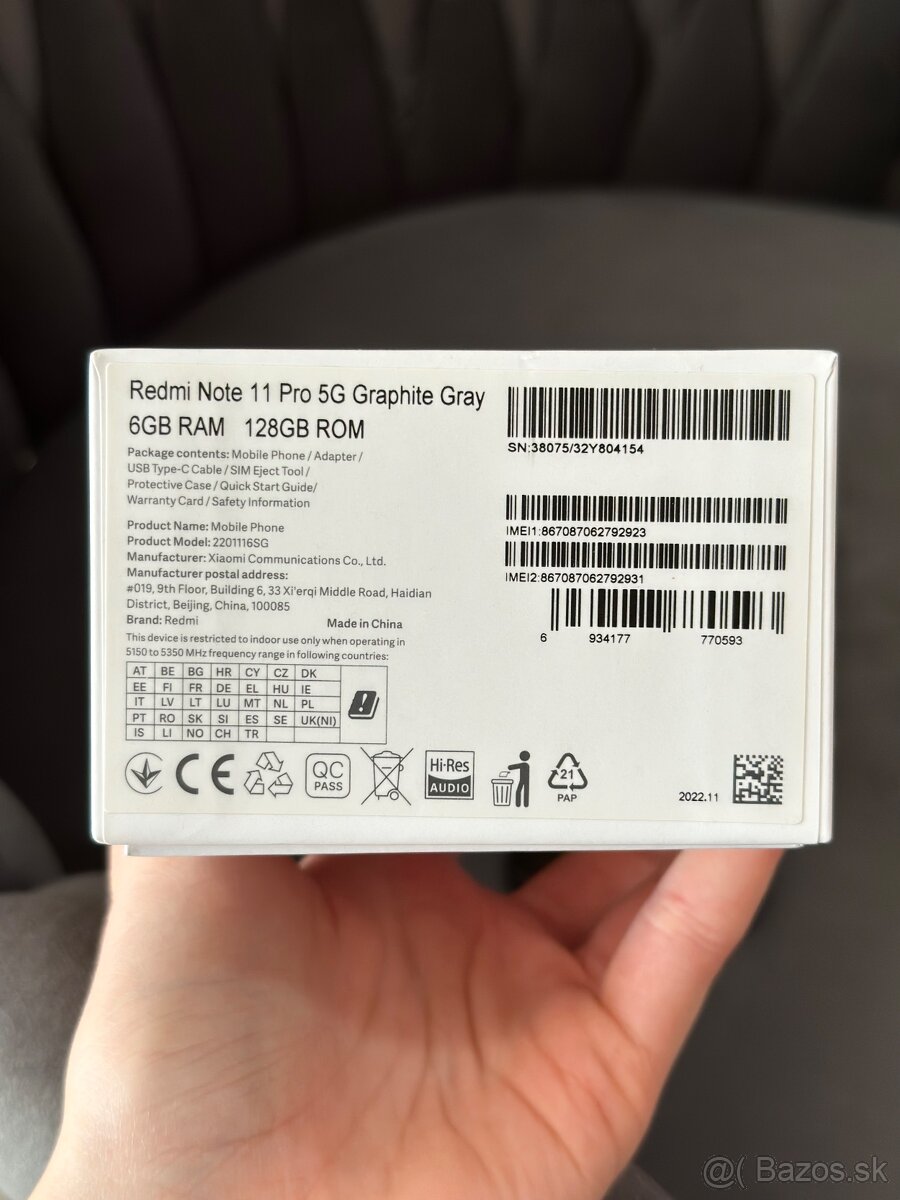 Redmi Note 11 Pro 5G Graphite Gray
6GB RAM 128GB ROM
Package contents: Mobile Phone / Adapter /
USB Type-C Cable / SIM Eject Tool /
Protective Case / Quick Start Guide/
Warranty Card / Safety Information
Product Name: Mobile Phone
Product Model: 2201116SG
Manufacturer: Xiaomi Communications Co., Ltd.
Manufacturer postal address:
#019, 9th Floor, Building 6, 33 Xi'erqi Middle Road, Haidian
District, Beijing, China, 100085
Brand: Redmi Made in China
This device is restricted to indoor use only when operating in
5150 to 5350 MHz frequency range in following countries:
AT BE BG HR CY CZ DK
EE FI FR DE EL HU IE
IT LV LT LU MT NL PL
PT RO SK SI ES SE UK(NI)
IS LI NO CH TR
SN:38075/32Y804154
IMEI1:867087062792923
IMEI2:867087062792931
6 934177 770593
CE
QC
PASS
Hi-Res
AUDIO
21
PAP
2022.11
@( Bazos.sk